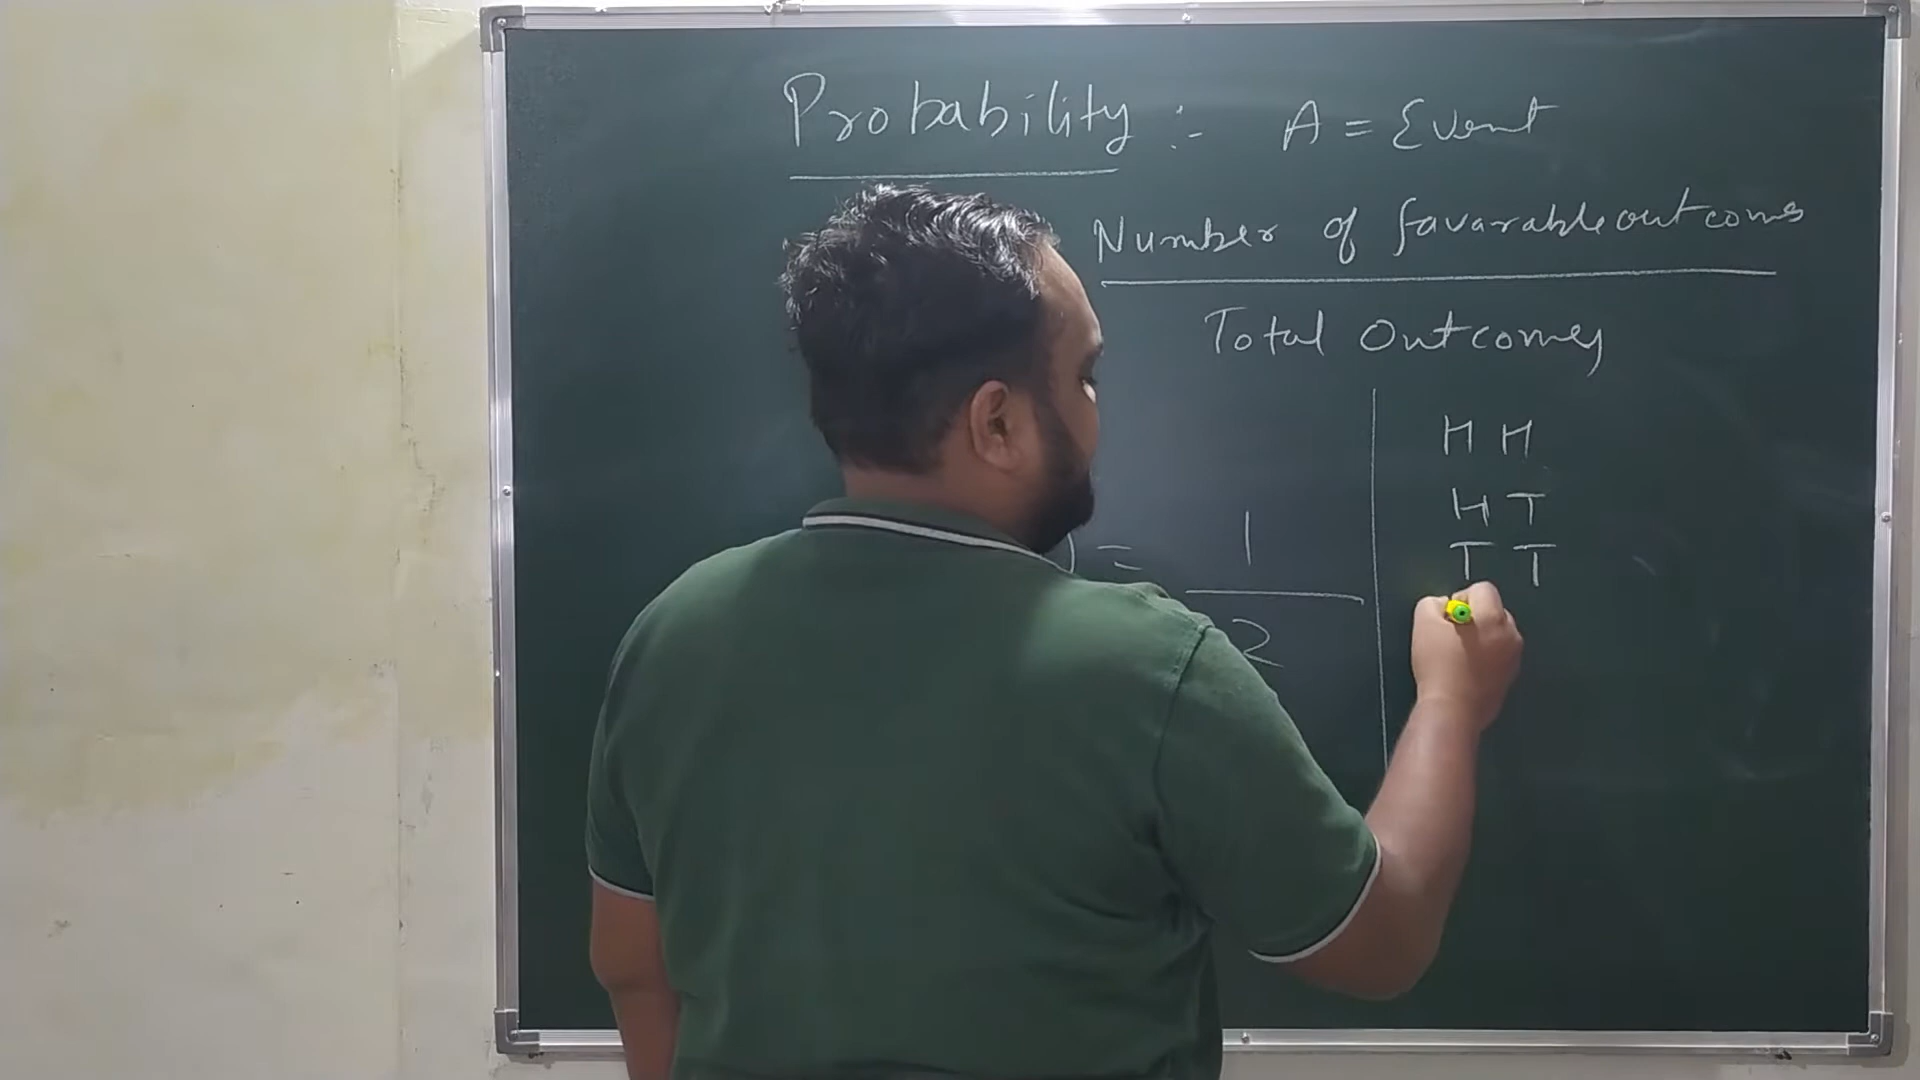 Probability :- A = Event
Number of favarable outcomes
Total Outcomes
) = 1
2
H H
H T
T T